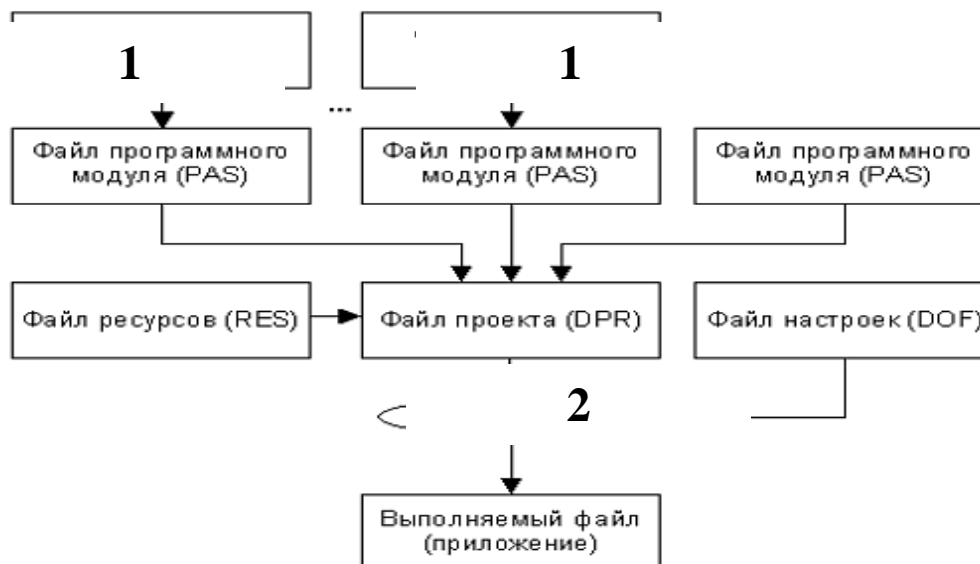 1 1
...
Файл программного модуля (PAS)
Файл программного модуля (PAS)
Файл программного модуля (PAS)
Файл ресурсов (RES)
Файл проекта (DPR)
Файл настроек (DOF)
2
Выполняемый файл
(приложение)